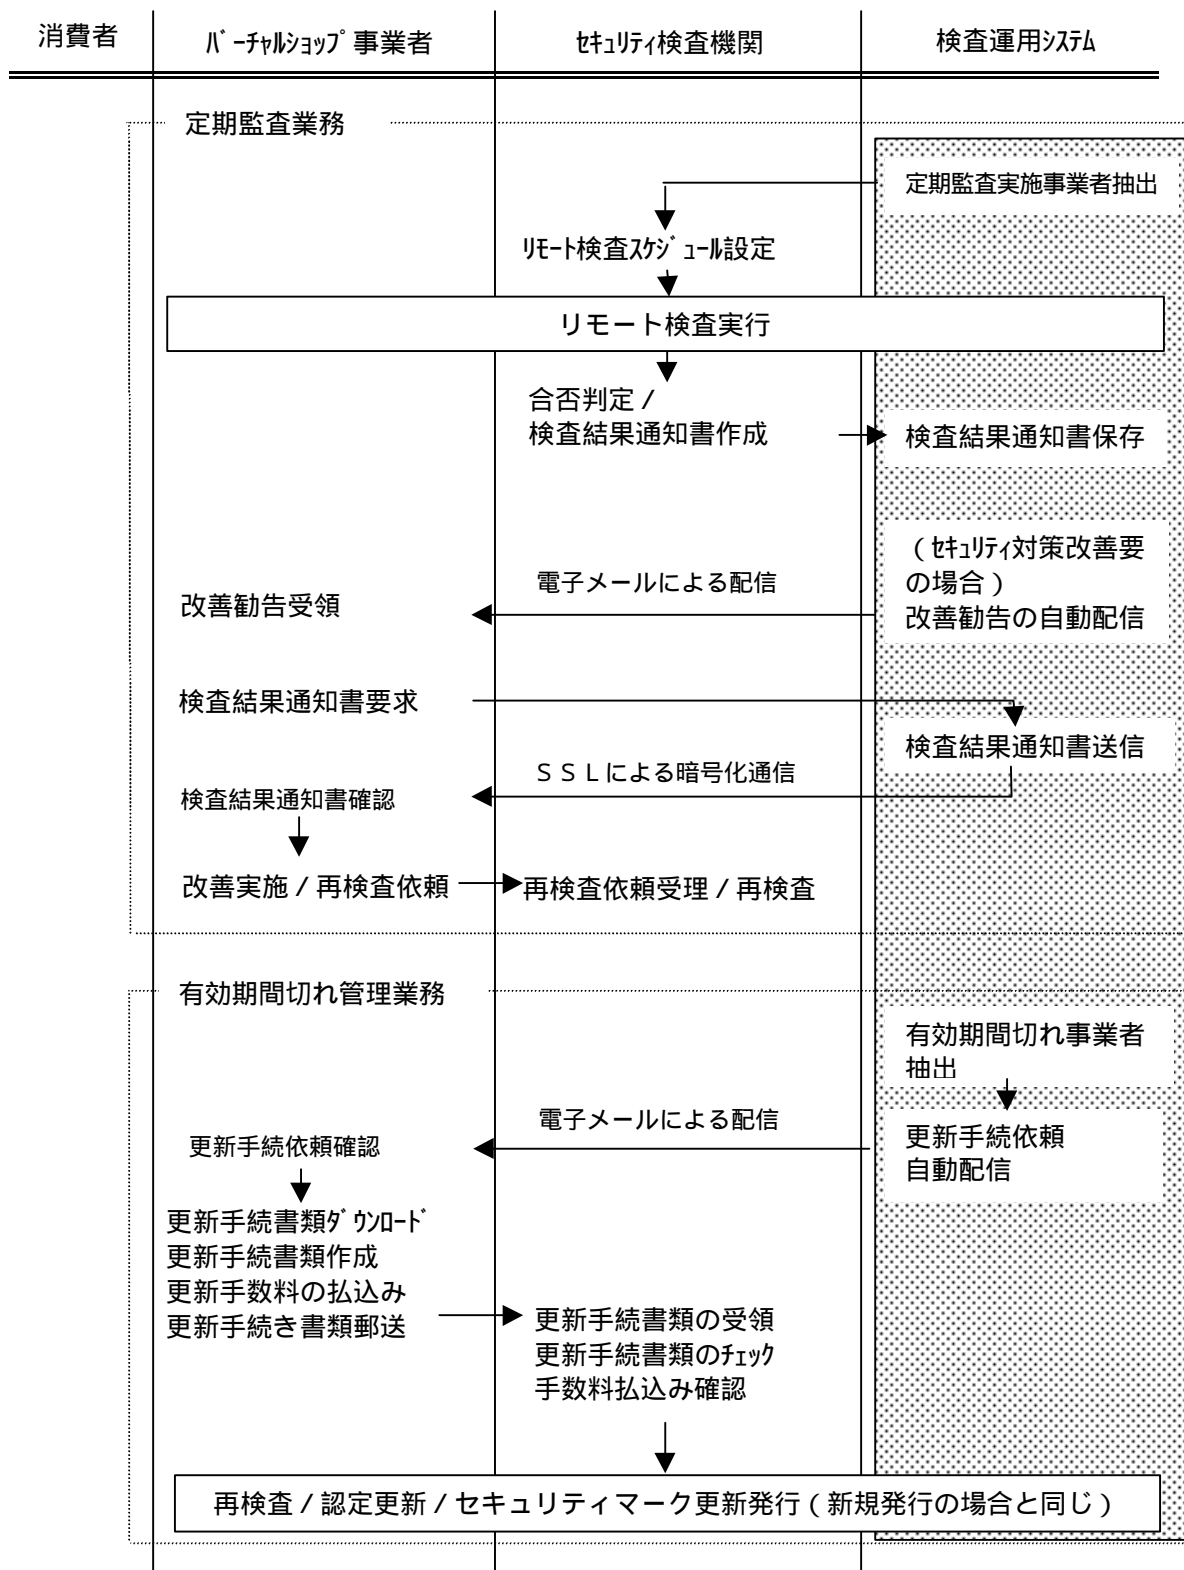 消費者
ﾊﾞｰﾁｬﾙｼｮｯﾌﾟ事業者
ｾｷｭﾘﾃｨ検査機関
検査運用ｼｽﾃﾑ
定期監査業務
定期監査実施事業者抽出
ﾘﾓｰﾄ検査ｽｹｼﾞｭｰﾙ設定
リモート検査実行
合否判定／
検査結果通知書作成
検査結果通知書保存
（ｾｷｭﾘﾃｨ対策改善要
の場合）
改善勧告の自動配信
電子メールによる配信
改善勧告受領
検査結果通知書要求
検査結果通知書送信
ＳＳＬによる暗号化通信
検査結果通知書確認
改善実施／再検査依頼
再検査依頼受理／再検査
有効期間切れ管理業務
有効期間切れ事業者
抽出
電子メールによる配信
更新手続依頼
自動配信
更新手続依頼確認
更新手続書類ﾀﾞｳﾝﾛｰﾄﾞ
更新手続書類作成
更新手数料の払込み
更新手続き書類郵送
更新手続書類の受領
更新手続書類のﾁｪｯｸ
手数料払込み確認
再検査／認定更新／セキュリティマーク更新発行（新規発行の場合と同じ）